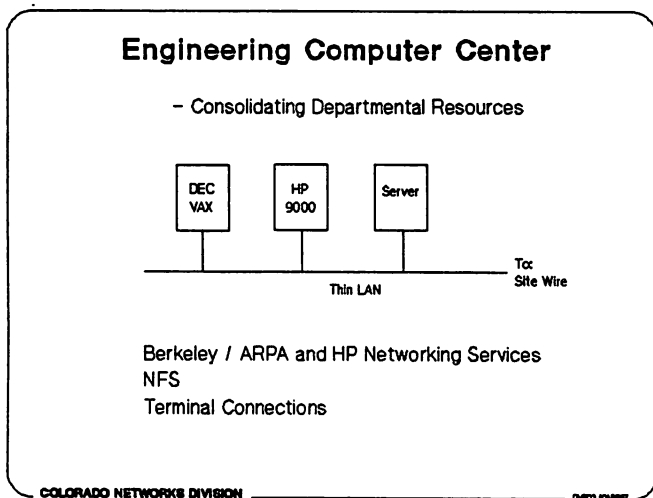 Engineering Computer Center
- Consolidating Departmental Resources
DEC
VAX
HP
9000
Server
To:
Site Wire
Thin LAN
Berkeley / ARPA and HP Networking Services
NFS
Terminal Connections
COLORADO NETWORKS DIVISION